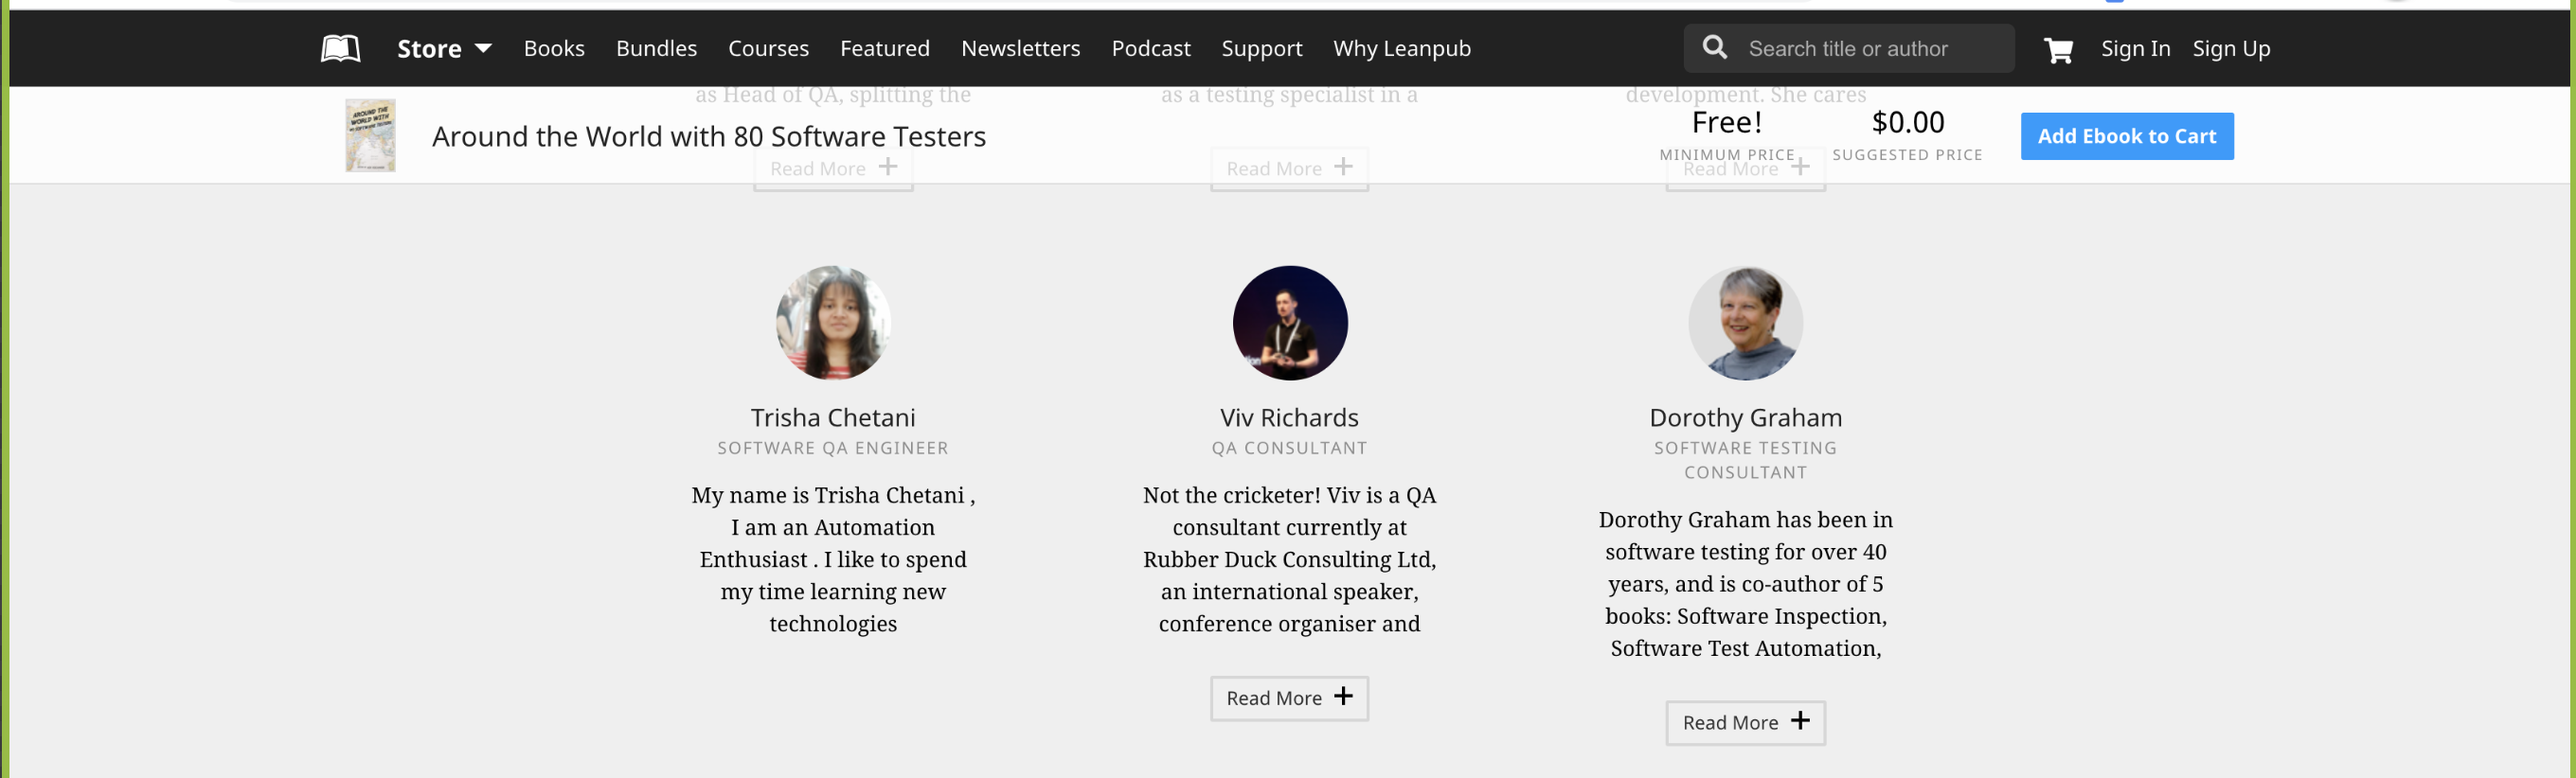 Store Books Bundles Courses Featured Newsletters Podcast Support Why Leanpub Search title or author Sign In Sign Up
as Head of QA, splitting the
as a testing specialist in a
development. She cares
AROUND THE
WORLD WITH
Around the World with 80 Software Testers
Free!
MINIMUM PRICE
$0.00
SUGGESTED PRICE
Add Ebook to Cart
Read More
Read More
Read More
Trisha Chetani
SOFTWARE QA ENGINEER
My name is Trisha Chetani ,
I am an Automation
Enthusiast . I like to spend
my time learning new
technologies
Viv Richards
QA CONSULTANT
Not the cricketer! Viv is a QA
consultant currently at
Rubber Duck Consulting Ltd,
an international speaker,
conference organiser and
Read More
Dorothy Graham
SOFTWARE TESTING
CONSULTANT
Dorothy Graham has been in
software testing for over 40
years, and is co-author of 5
books: Software Inspection,
Software Test Automation,
Read More